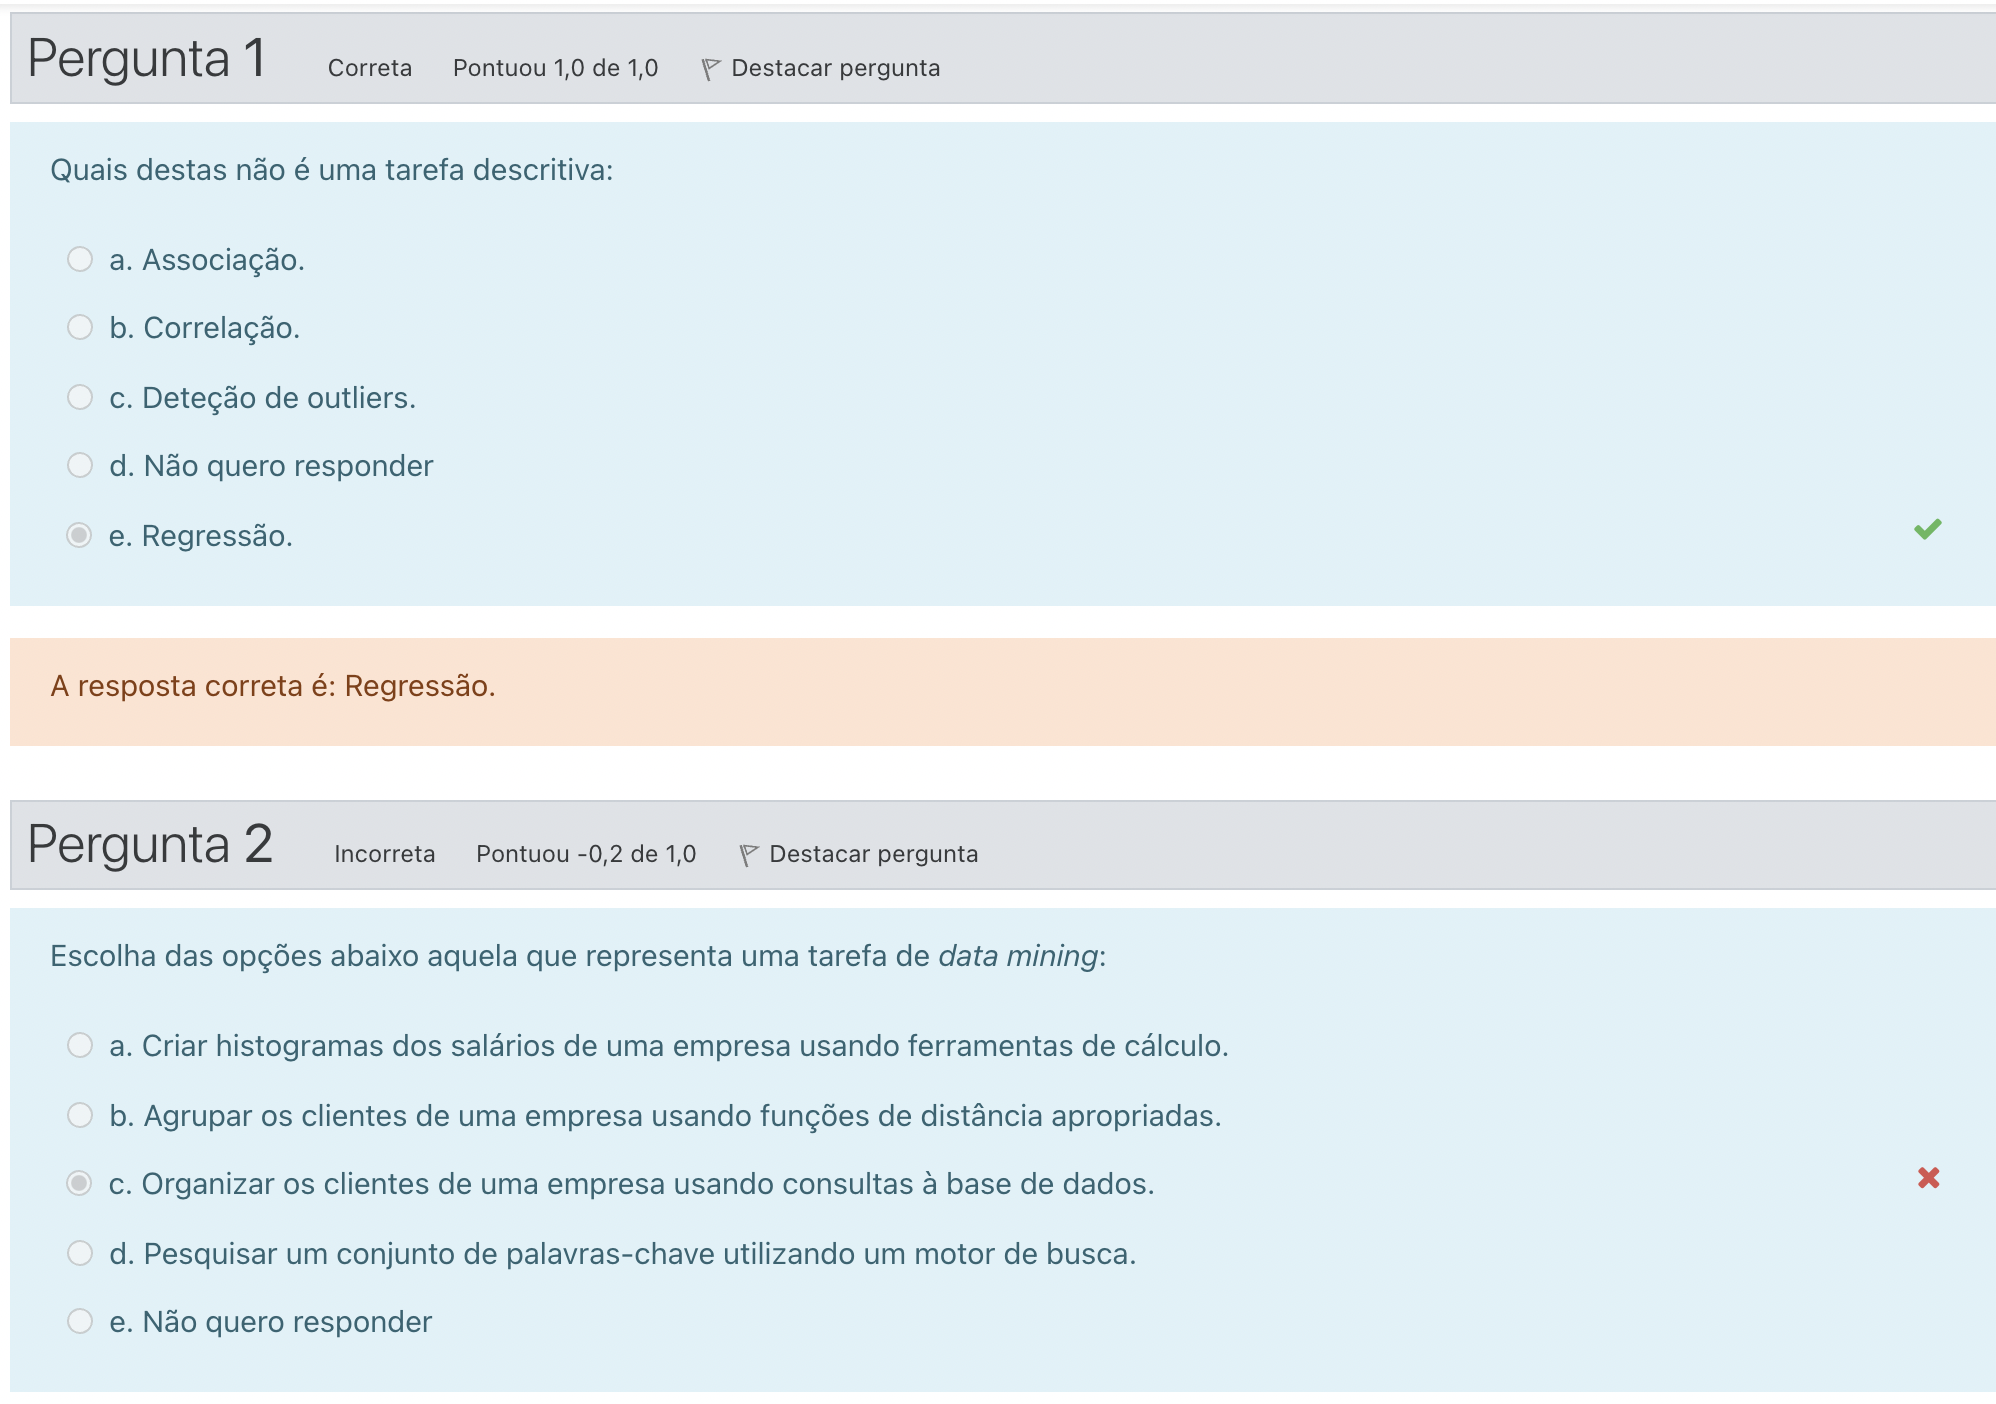 Pergunta 1 Correta Pontuou 1,0 de 1,0 Destacar pergunta
Quais destas não é uma tarefa descritiva:
a. Associação.
b. Correlação.
c. Deteção de outliers.
d. Não quero responder
e. Regressão.
A resposta correta é: Regressão.
Pergunta 2 Incorreta Pontuou -0,2 de 1,0 Destacar pergunta
Escolha das opções abaixo aquela que representa uma tarefa de data mining:
a. Criar histogramas dos salários de uma empresa usando ferramentas de cálculo.
b. Agrupar os clientes de uma empresa usando funções de distância apropriadas.
c. Organizar os clientes de uma empresa usando consultas à base de dados.
d. Pesquisar um conjunto de palavras-chave utilizando um motor de busca.
e. Não quero responder